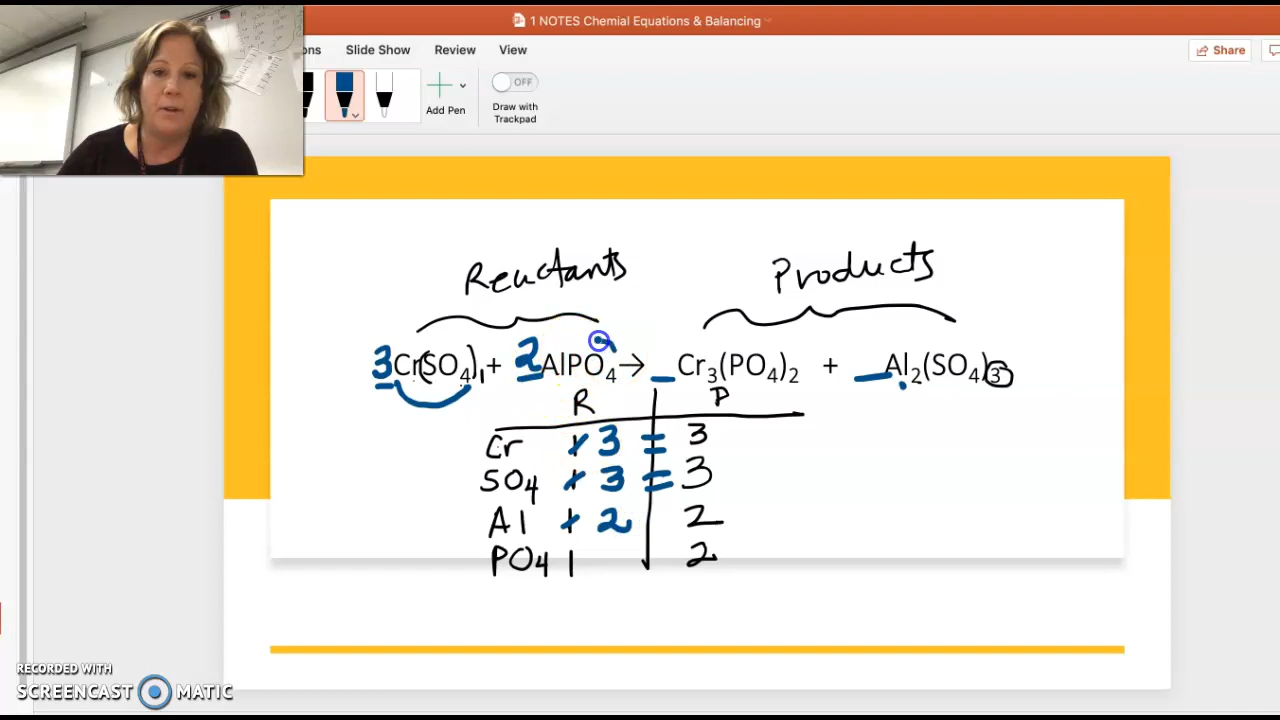 1 NOTES Chemial Equations & Balancing
ons Slide Show Review View
Share
OFF
Add Pen
Draw with
Trackpad
Reactants Products
3Cr(SO4)1 + 2AlPO4 → _Cr3(PO4)2 + _Al2(SO4)3
R P
Cr 1 3 = 3
SO4 1 3 = 3
Al 1 2 2
PO4 1 2
RECORDED WITH
SCREENCAST MATIC